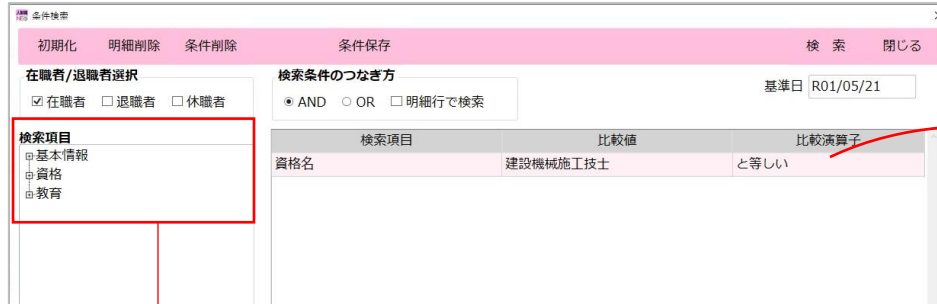 条件検索
初期化 明細削除 条件削除 条件保存 検 索 閉じる
在職者/退職者選択
在職者 退職者 休職者
検索条件のつなぎ方
AND OR 明細行で検索
基準日 R01/05/21
検索項目
基本情報
資格
教育
検索項目 比較値 比較演算子
資格名 建設機械施工技士 と等しい